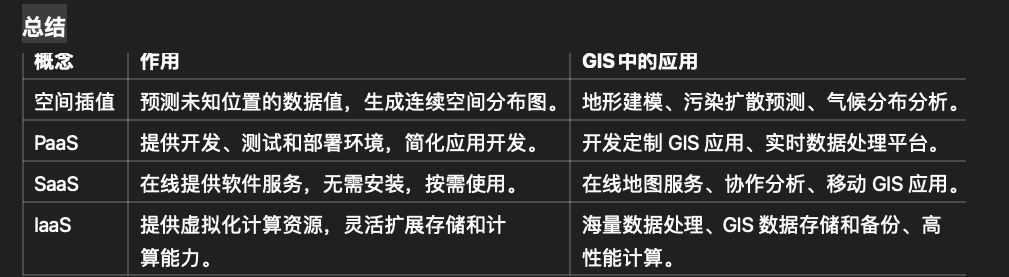 总结
概念 作用 GIS中的应用
空间插值 预测未知位置的数据值，生成连续空间分布图。 地形建模、污染扩散预测、气候分布分析。
PaaS 提供开发、测试和部署环境，简化应用开发。 开发定制 GIS 应用、实时数据处理平台。
SaaS 在线提供软件服务，无需安装，按需使用。 在线地图服务、协作分析、移动 GIS 应用。
IaaS 提供虚拟化计算资源，灵活扩展存储和计 海量数据处理、GIS 数据存储和备份、高
算能力。 性能计算。